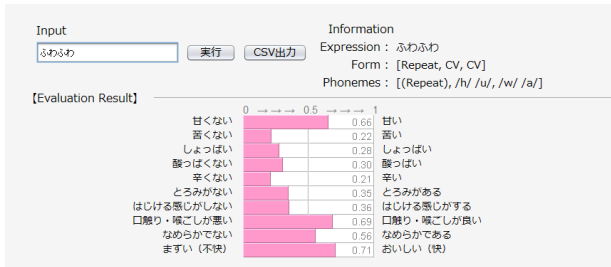 Input
Information
ふわふわ
実行
CSV出力
Expression : ふわふわ
Form : [Repeat, CV, CV]
Phonemes : [(Repeat), /h/ /u/, /w/ /a/]
【Evaluation Result】
0 →→→ 0.5 →→→ 1
甘くない 0.66 甘い
苦くない 0.22 苦い
しょっぱい 0.28 しょっぱい
酸っぱくない 0.30 酸っぱい
辛くない 0.21 辛い
とろみがない 0.35 とろみがある
はじける感じがしない 0.36 はじける感じがする
口触り・喉ごしが悪い 0.69 口触り・喉ごしが良い
なめらかでない 0.56 なめらかである
まずい（不快） 0.71 おいしい（快）